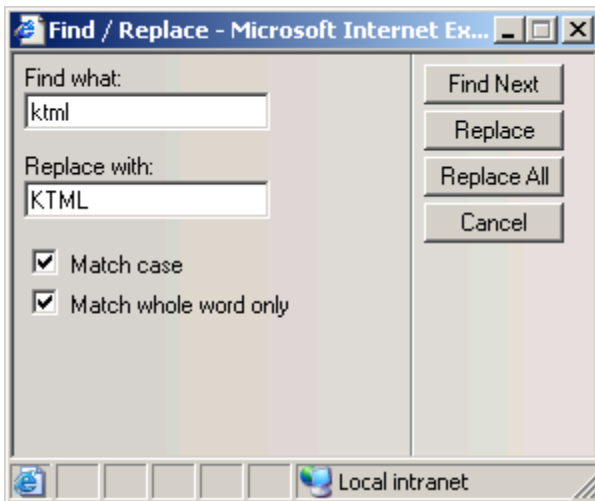 Find / Replace - Microsoft Internet Ex...
Find what:
ktml
Replace with:
KTML
Match case
Match whole word only
Find Next
Replace
Replace All
Cancel
Local intranet